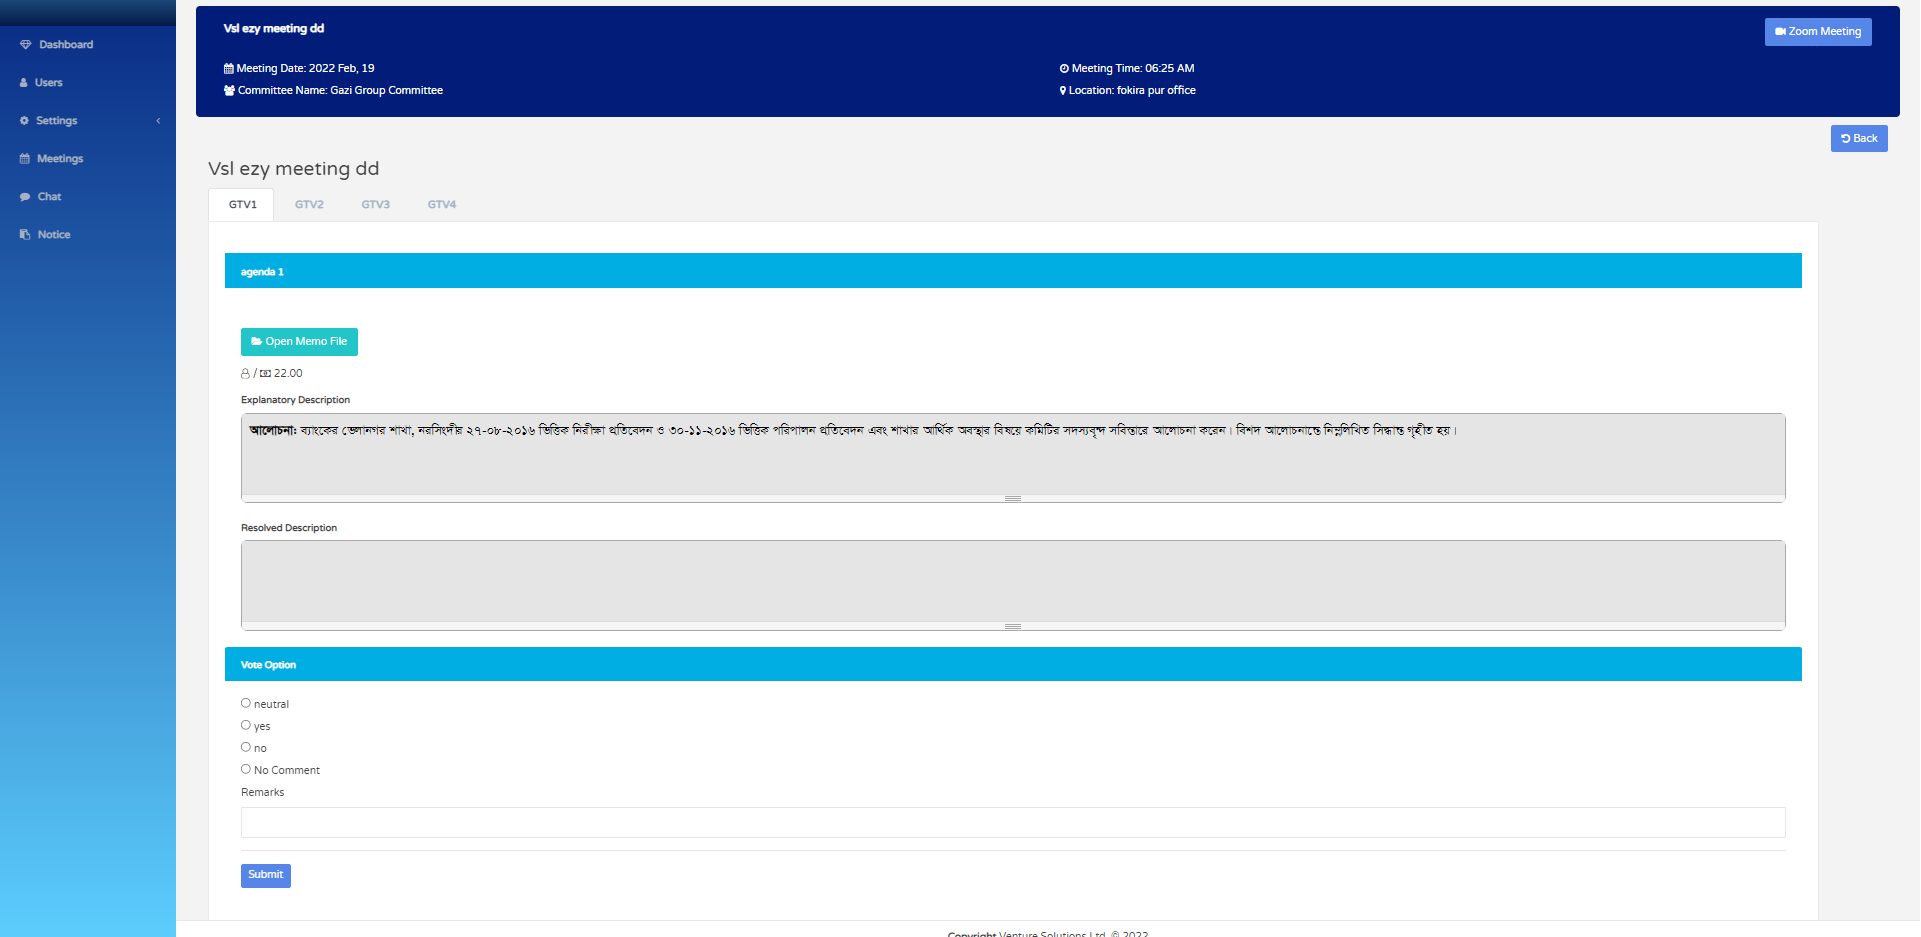 Dashboard
Users
Settings
Meetings
Chat
Notice
Vsl ezy meeting dd
Zoom Meeting
Meeting Date: 2022 Feb, 19
Meeting Time: 06:25 AM
Committee Name: Gazi Group Committee
Location: fokira pur office
Back
Vsl ezy meeting dd
GTV1 GTV2 GTV3 GTV4
agenda 1
Open Memo File
/ 22.00
Explanatory Description
আলোচনা: ব্যাংকের ভেলানগর শাখা, নরসিংদীর ২৭-০৮-২০১৬ ভিত্তিক নিরীক্ষা প্রতিবেদন ও ৩০-১১-২০১৬ ভিত্তিক পরিপালন প্রতিবেদন এবং শাখার আর্থিক অবস্থার বিষয়ে কমিটির সদস্যবৃন্দ সবিস্তারে আলোচনা করেন। বিশদ আলোচনান্তে নিম্নলিখিত সিদ্ধান্ত গৃহীত হয়।
Resolved Description
Vote Option
neutral
yes
no
No Comment
Remarks
Submit
Copyright Venture Solutions Ltd. © 2022